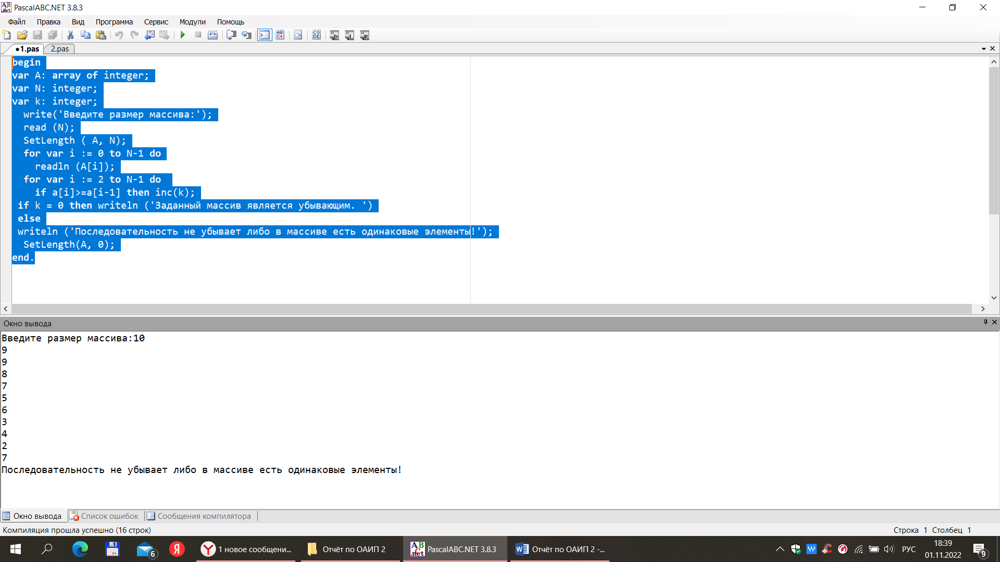 PascalABC.NET 3.8.3
Файл Правка Вид Программа Сервис Модули Помощь
•1.pas 2.pas
begin
var A: array of integer;
var N: integer;
var k: integer;
write('Введите размер массива:');
read (N);
SetLength ( A, N);
for var i := 0 to N-1 do
readln (A[i]);
for var i := 2 to N-1 do
if a[i]>=a[i-1] then inc(k);
if k = 0 then writeln ('Заданный массив является убывающим. ')
else
writeln ('Последовательность не убывает либо в массиве есть одинаковые элементы!');
SetLength(A, 0);
end.
Окно вывода
Введите размер массива:10
9
9
8
7
5
6
3
4
2
7
Последовательность не убывает либо в массиве есть одинаковые элементы!
Окно вывода Список ошибок Сообщения компилятора
Компиляция прошла успешно (16 строк) Строка 1 Столбец 1
6 Я 1 новое сообщени... Отчёт по ОАИП 2 PascalABC.NET 3.8.3 Отчёт по ОАИП 2 -... РУС 18:39
01.11.2022 9